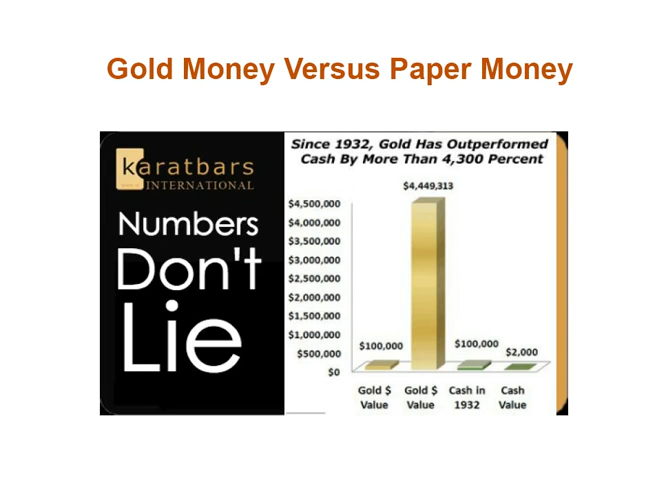 Gold Money Versus Paper Money
karatbars
INTERNATIONAL
Numbers
Don't
Lie
Since 1932, Gold Has Outperformed
Cash By More Than 4,300 Percent
$4,449,313
$4,500,000
$4,000,000
$3,500,000
$3,000,000
$2,500,000
$2,000,000
$1,500,000
$1,000,000
$500,000
$0
$100,000
$100,000
$2,000
Gold $ Value
Gold $ Value
Cash in 1932
Cash Value